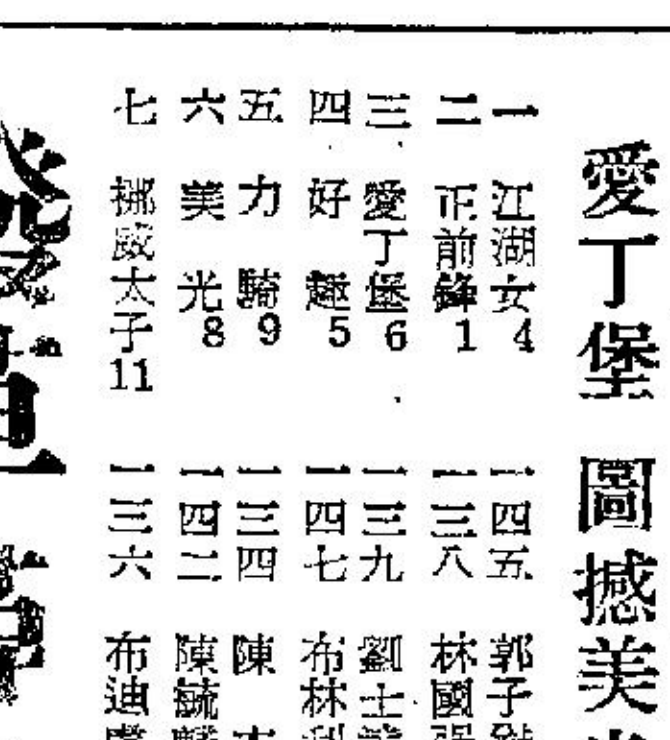 愛丁堡 圖撼美
一 江湖女4 一四五 郭子
二 正前鋒1 一三八 林國
三 愛丁堡6 一三九 劉士
四 好趣5 一四七 布林
五 力騎9 一三四 陳
六 美光8 一四二 陳毓
七 挪威太子11 一三六 布迪